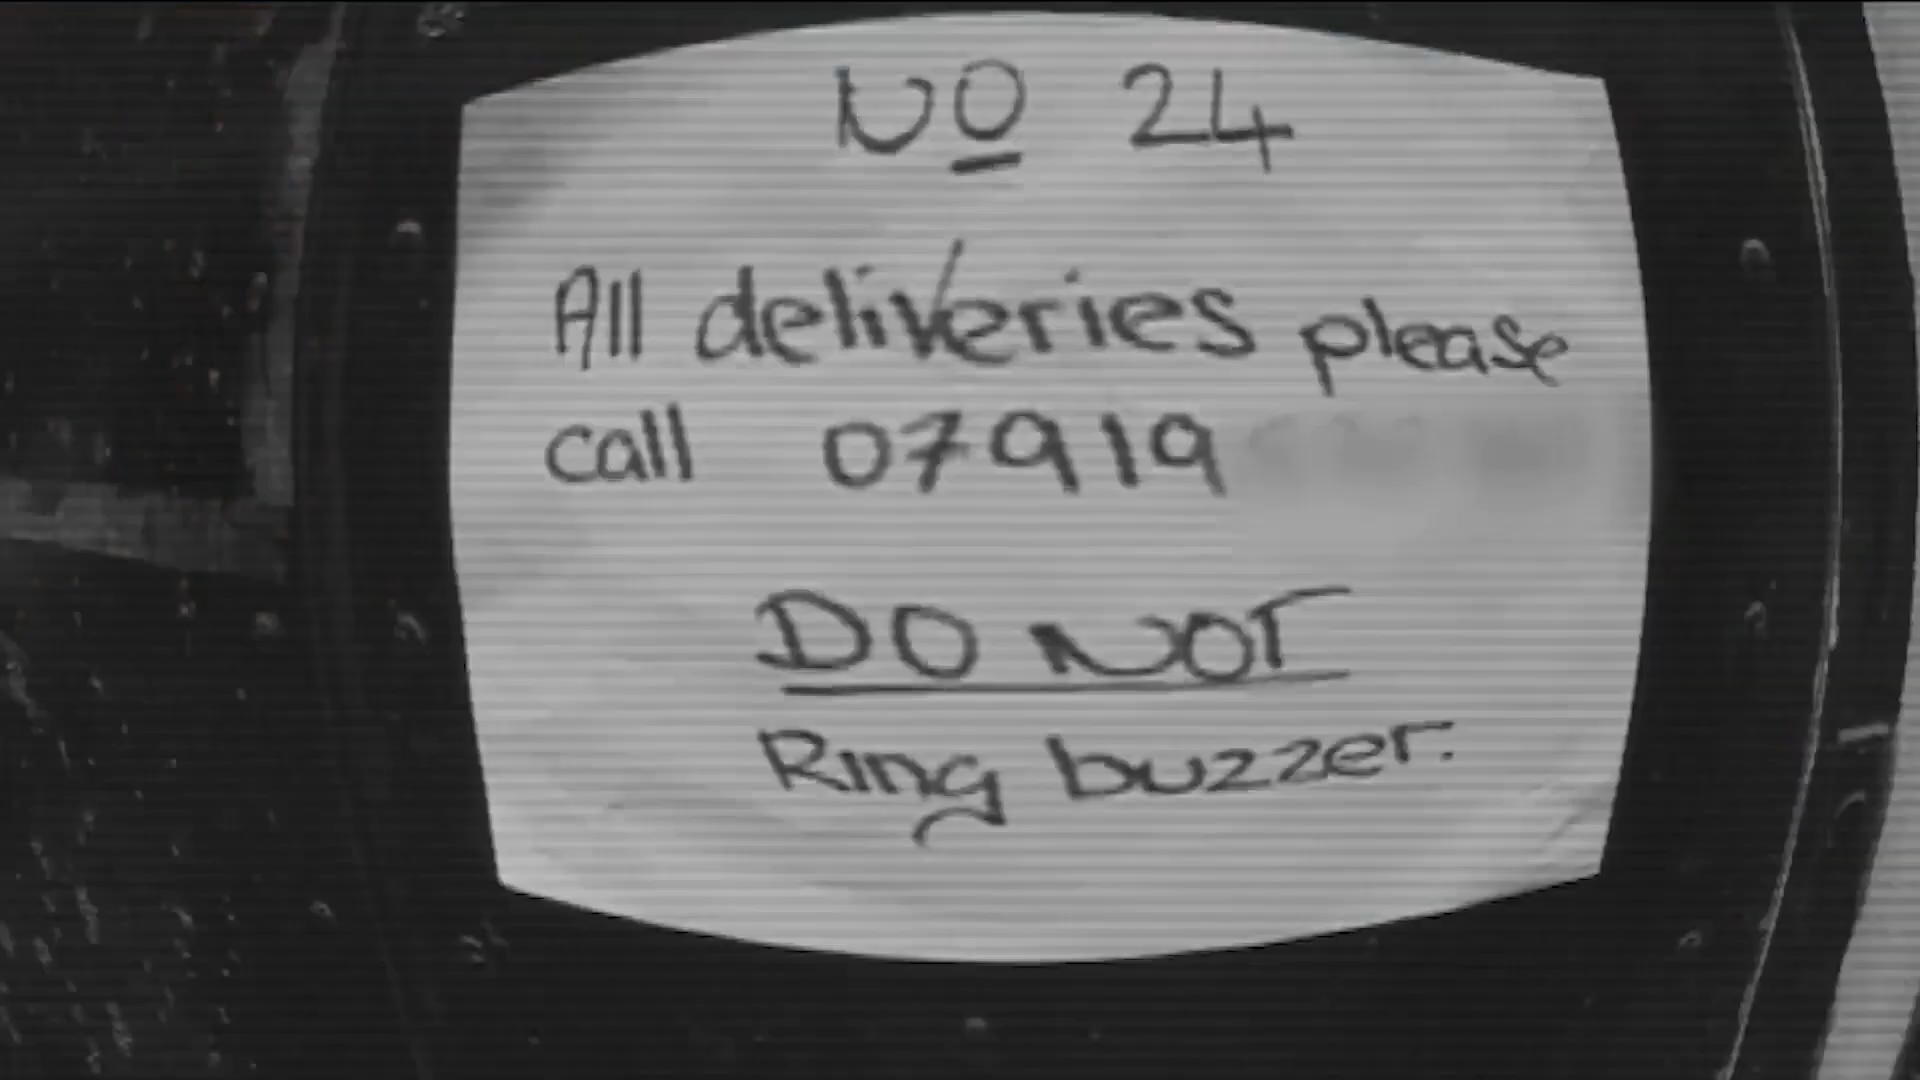 NO 24
All deliveries please
call 07919
DO NOT
Ring buzzer.